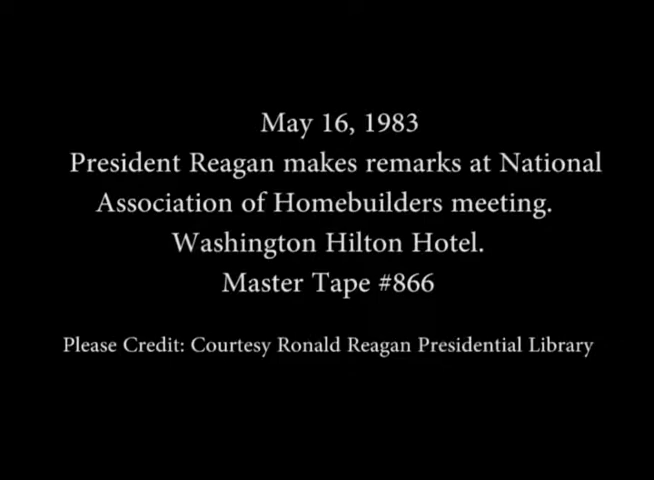 May 16, 1983
President Reagan makes remarks at National
Association of Homebuilders meeting.
Washington Hilton Hotel.
Master Tape #866
Please Credit: Courtesy Ronald Reagan Presidential Library